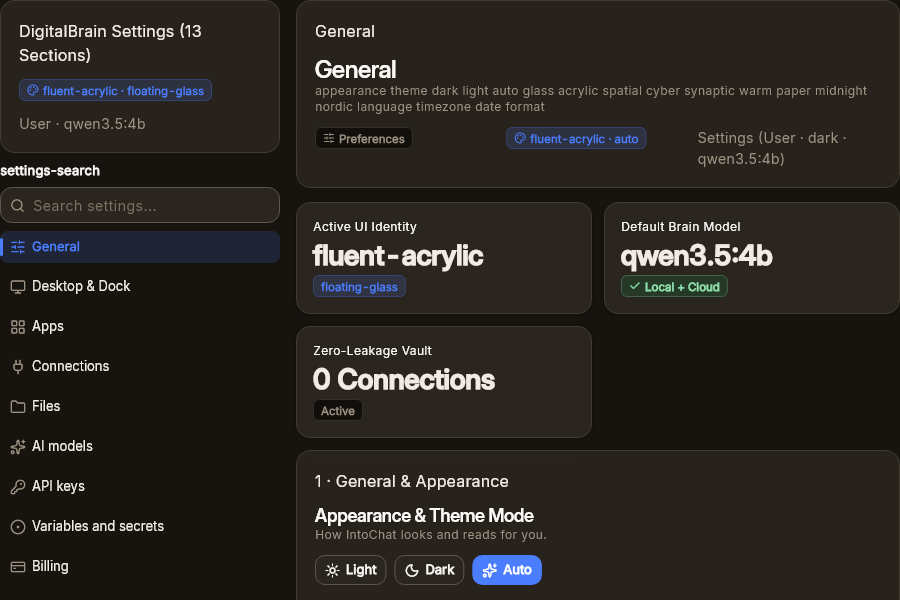 DigitalBrain Settings (13
Sections)
fluent-acrylic · floating-glass
User · qwen3.5:4b
settings-search
Search settings...
General
Desktop & Dock
Apps
Connections
Files
AI models
API keys
Variables and secrets
Billing
General
General
appearance theme dark light auto glass acrylic spatial cyber synaptic warm paper midnight
nordic language timezone date format
Preferences
fluent-acrylic · auto
Settings (User · dark ·
qwen3.5:4b)
Active UI Identity
fluent-acrylic
floating-glass
Default Brain Model
qwen3.5:4b
Local + Cloud
Zero-Leakage Vault
0 Connections
Active
1 · General & Appearance
Appearance & Theme Mode
How IntoChat looks and reads for you.
Light
Dark
Auto